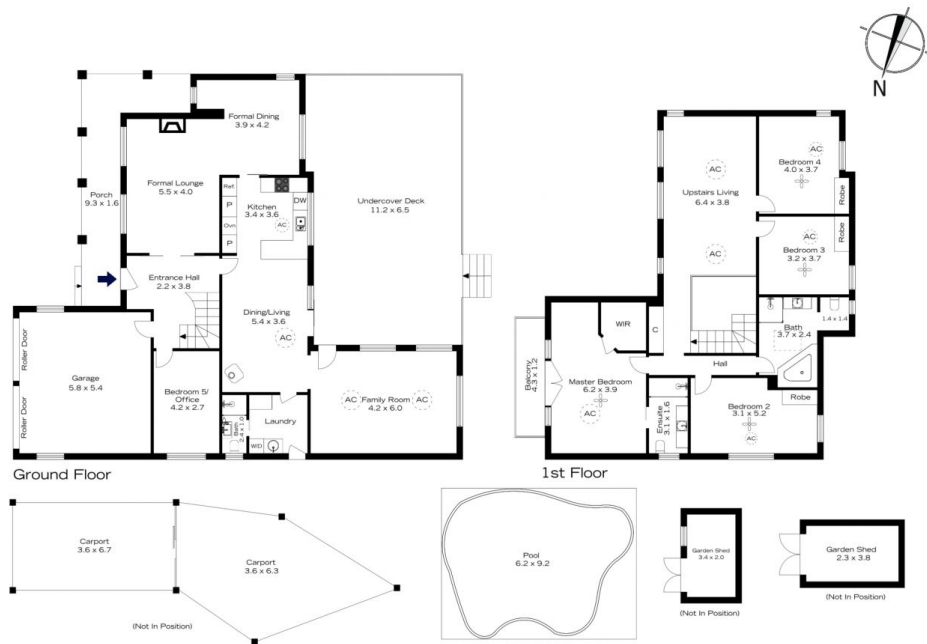 N
Formal Dining
3.9 x 4.2
Formal Lounge
5.5 x 4.0
Porch
9.3 x 1.6
Ref.
P
Ovn
P
Kitchen
3.4 x 3.6
DW
AC
Undercover Deck
11.2 x 6.5
Entrance Hall
2.2 x 3.8
Dining/Living
5.4 x 3.6
AC
Roller Door
Roller Door
Garage
5.8 x 5.4
Bedroom 5/
Office
4.2 x 2.7
Bath
2.4 x 1.0
Laundry
W/D
AC
Family Room
4.2 x 6.0
AC
Ground Floor
AC
Upstairs Living
6.4 x 3.8
AC
AC
Bedroom 4
4.0 x 3.7
Robe
AC
Bedroom 3
3.2 x 3.7
Robe
WIR
C
Bath
3.7 x 2.4
1.4 x 1.4
Hall
Balcony
4.3 x 1.2
Master Bedroom
6.2 x 3.9
AC
Ensuite
3.1 x 1.6
Bedroom 2
3.1 x 5.2
AC
Robe
1st Floor
Carport
3.6 x 6.7
Carport
3.6 x 6.3
(Not In Position)
Pool
6.2 x 9.2
Garden Shed
3.4 x 2.0
(Not In Position)
Garden Shed
2.3 x 3.8
(Not In Position)